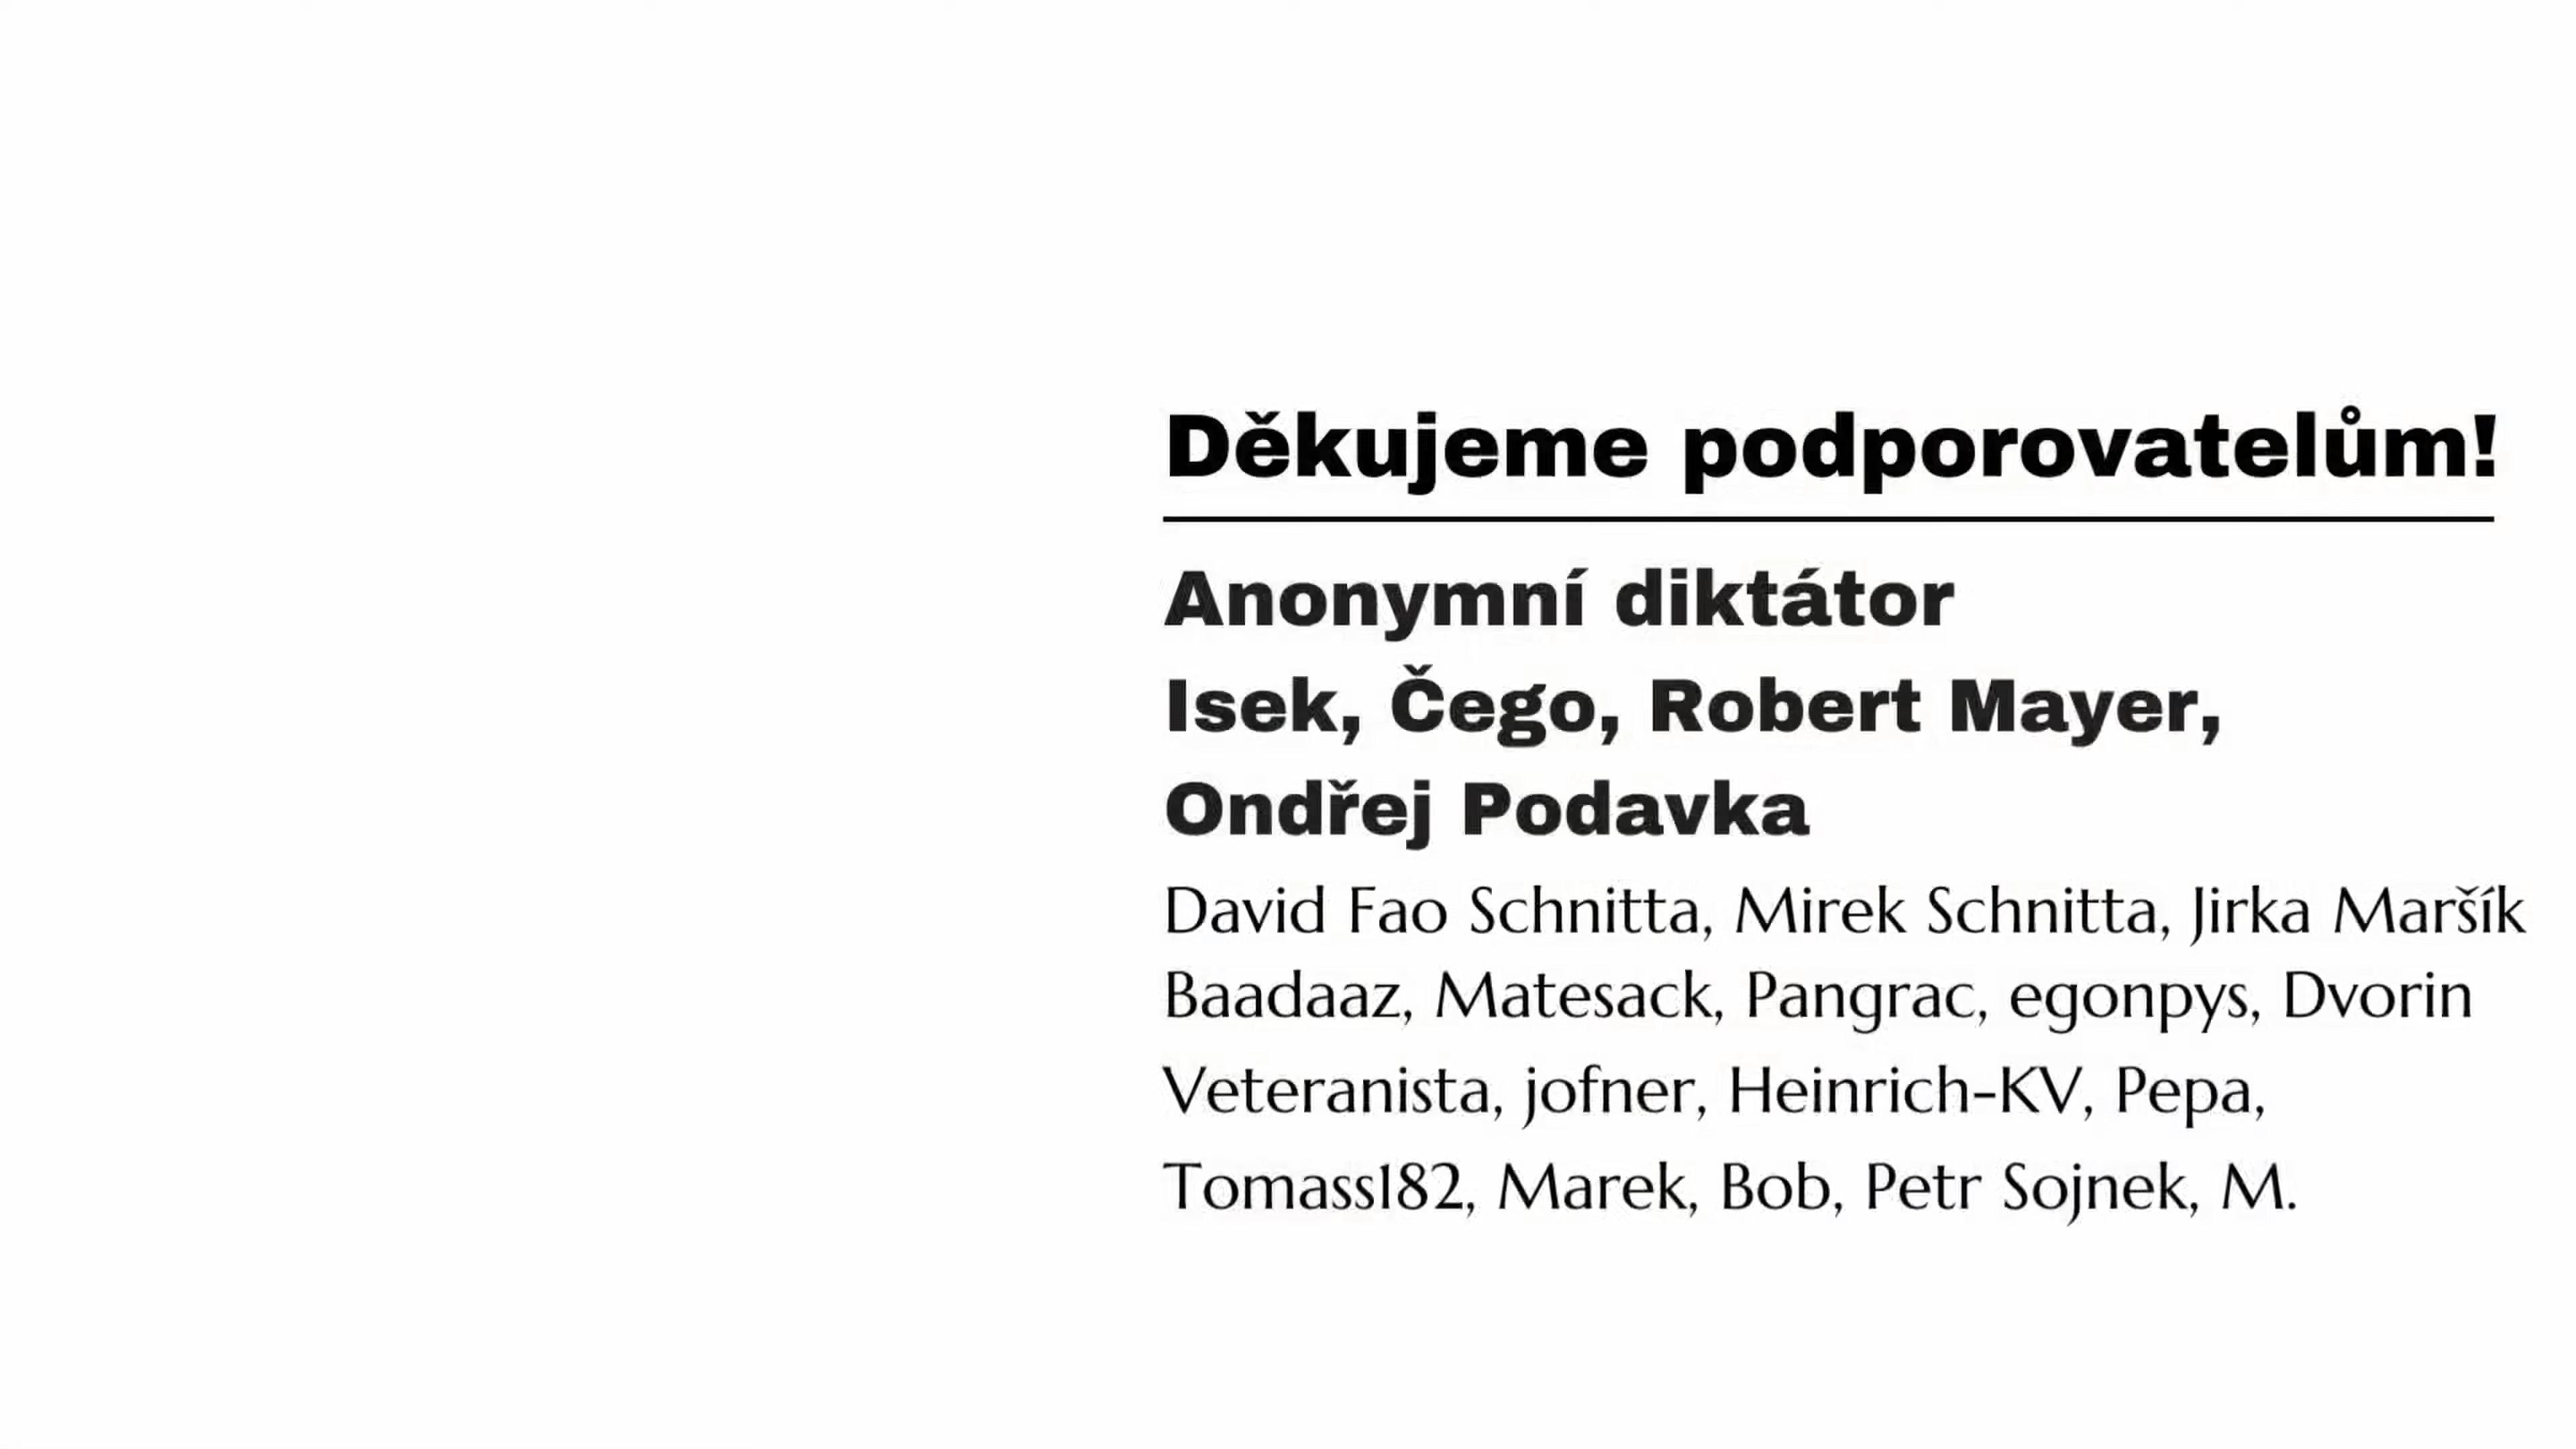 Děkujeme podporovatelům!
Anonymní diktátor
Isek, Čego, Robert Mayer,
Ondřej Podavka
David Fao Schnitta, Mirek Schnitta, Jirka Maršík
Baadaaz, Matesack, Pangrac, egonpys, Dvorin
Veteranista, jofner, Heinrich-KV, Pepa,
Tomass182, Marek, Bob, Petr Sojnek, M.